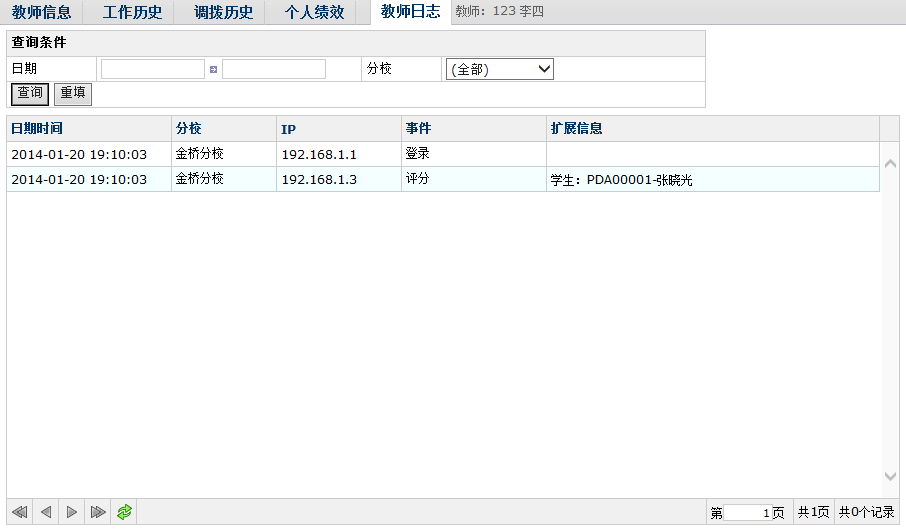 教师信息 工作历史 调拨历史 个人绩效 教师日志 教师：123 李四
查询条件
日期 分校 (全部)
查询 重填
日期时间 分校 IP 事件 扩展信息
2014-01-20 19:10:03 金桥分校 192.168.1.1 登录
2014-01-20 19:10:03 金桥分校 192.168.1.3 评分 学生：PDA00001-张晓光
第 1页 共1页 共0个记录